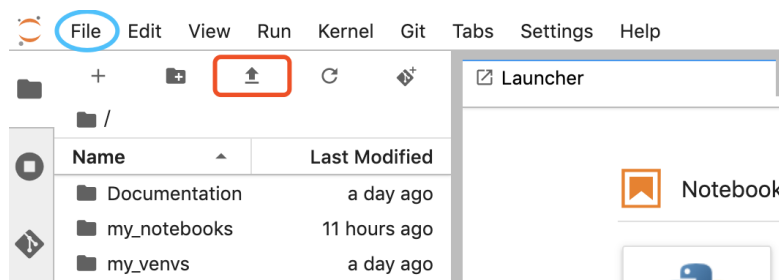 File Edit View Run Kernel Git Tabs Settings Help
Launcher
/
Name Last Modified
Documentation a day ago
my_notebooks 11 hours ago
my_venvs a day ago
Notebook